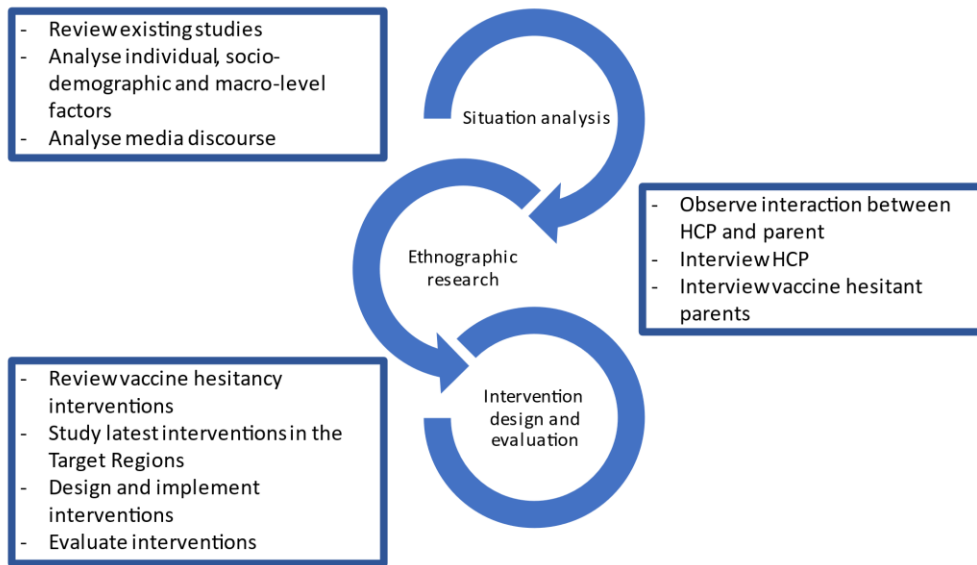 - Review existing studies
- Analyse individual, socio-
demographic and macro-level
factors
- Analyse media discourse
Situation analysis
- Observe interaction between
HCP and parent
- Interview HCP
- Interview vaccine hesitant
parents
Ethnographic
research
- Review vaccine hesitancy
interventions
- Study latest interventions in the
Target Regions
- Design and implement
interventions
- Evaluate interventions
Intervention
design and
evaluation